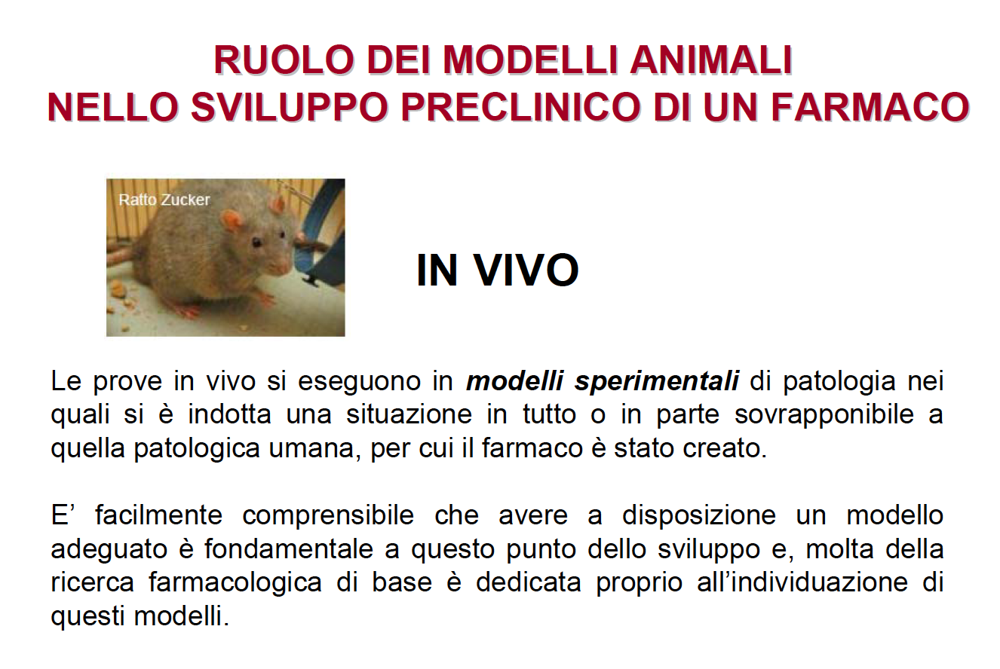 RUOLO DEI MODELLI ANIMALI
NELLO SVILUPPO PRECLINICO DI UN FARMACO
Ratto Zucker
IN VIVO
Le prove in vivo si eseguono in modelli sperimentali di patologia nei
quali si è indotta una situazione in tutto o in parte sovrapponibile a
quella patologica umana, per cui il farmaco è stato creato.
E’ facilmente comprensibile che avere a disposizione un modello
adeguato è fondamentale a questo punto dello sviluppo e, molta della
ricerca farmacologica di base è dedicata proprio all’individuazione di
questi modelli.